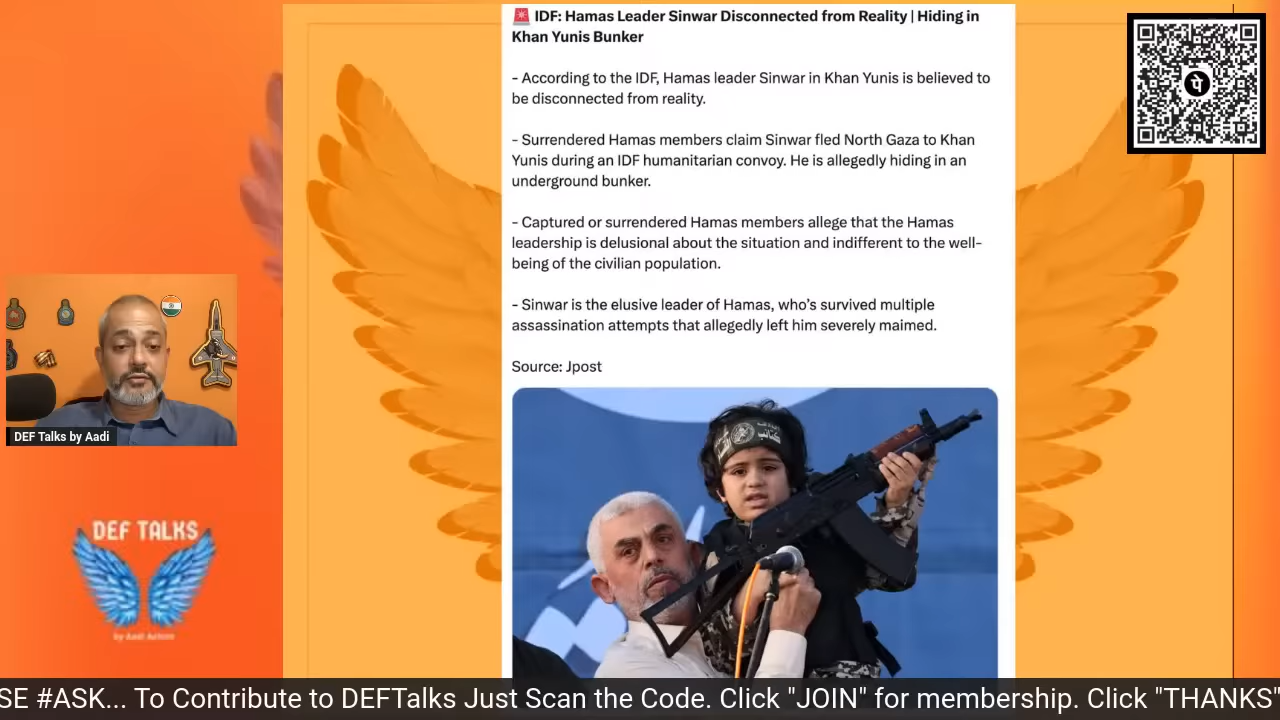 🚨 IDF: Hamas Leader Sinwar Disconnected from Reality | Hiding in
Khan Yunis Bunker
- According to the IDF, Hamas leader Sinwar in Khan Yunis is believed to
be disconnected from reality.
- Surrendered Hamas members claim Sinwar fled North Gaza to Khan
Yunis during an IDF humanitarian convoy. He is allegedly hiding in an
underground bunker.
- Captured or surrendered Hamas members allege that the Hamas
leadership is delusional about the situation and indifferent to the well-
being of the civilian population.
- Sinwar is the elusive leader of Hamas, who's survived multiple
assassination attempts that allegedly left him severely maimed.
Source: Jpost
पे
DEF Talks by Aadi
DEF TALKS
by Aadi Achint
كتائب
SE #ASK... To Contribute to DEFTalks Just Scan the Code. Click "JOIN" for membership. Click "THANKS"